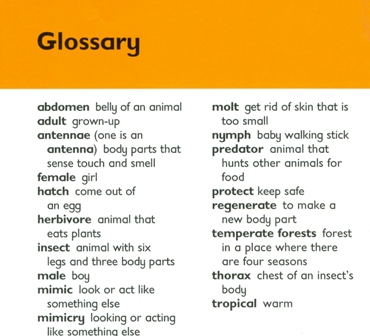 Glossary
abdomen belly of an animal
adult grown-up
antennae (one is an
antenna) body parts that
sense touch and smell
female girl
hatch come out of
an egg
herbivore animal that
eats plants
insect animal with six
legs and three body parts
male boy
mimic look or act like
something else
mimicry looking or acting
like something else
molt get rid of skin that is
too small
nymph baby walking stick
predator animal that
hunts other animals for
food
protect keep safe
regenerate to make a
new body part
temperate forests forest
in a place where there
are four seasons
thorax chest of an insect's
body
tropical warm